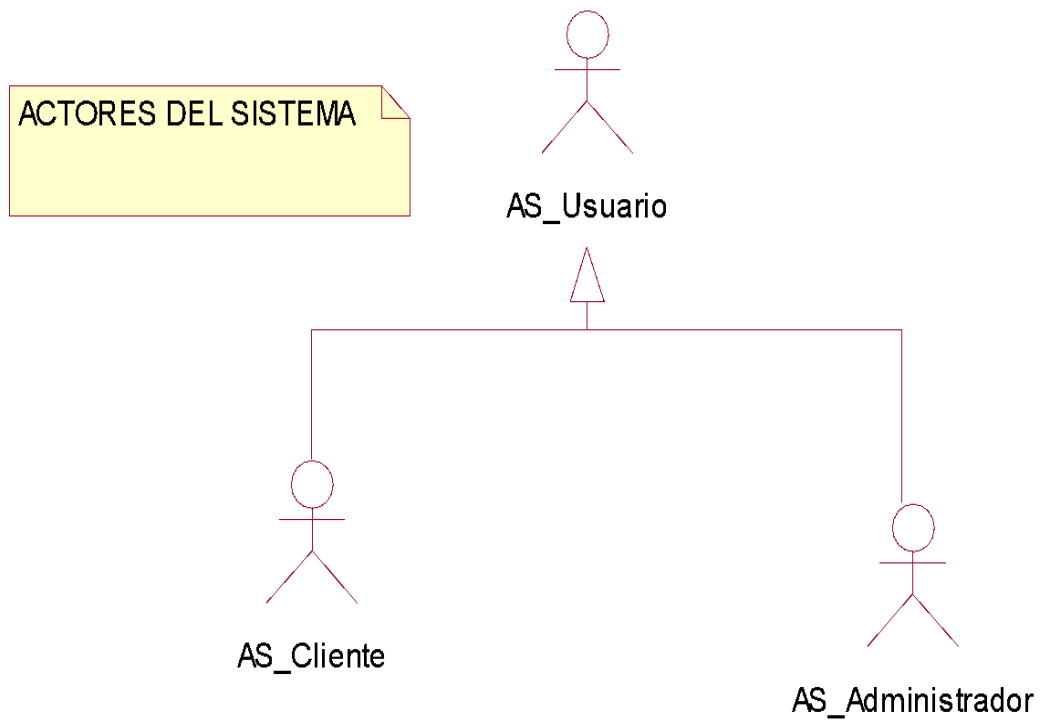 ACTORES DEL SISTEMA
AS_Usuario
AS_Cliente
AS_Administrador